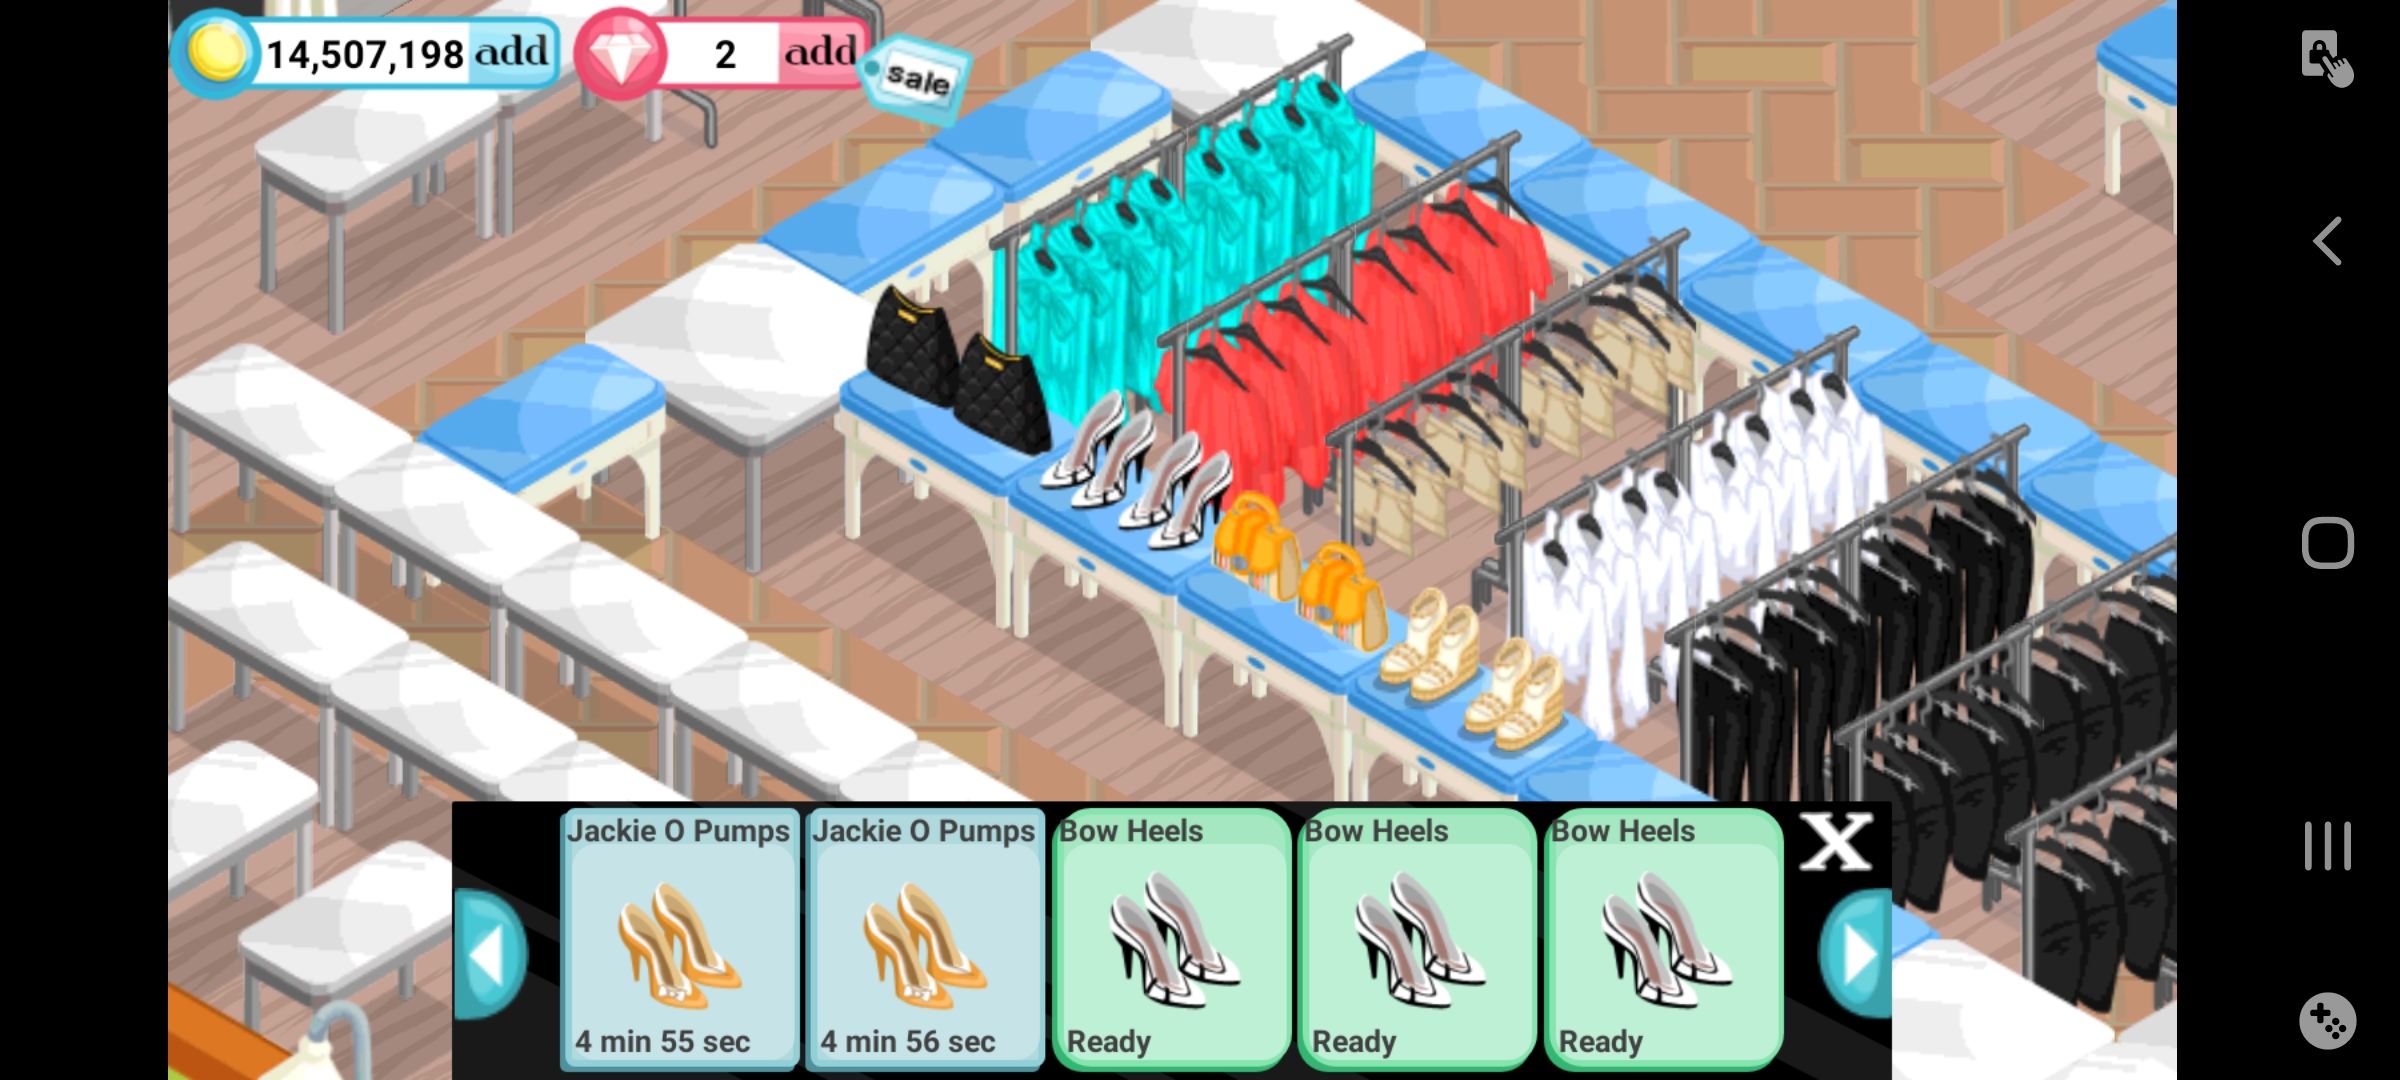 14,507,198 add
2 add
sale
Jackie O Pumps
4 min 55 sec
Jackie O Pumps
4 min 56 sec
Bow Heels
Ready
Bow Heels
Ready
Bow Heels
Ready
X